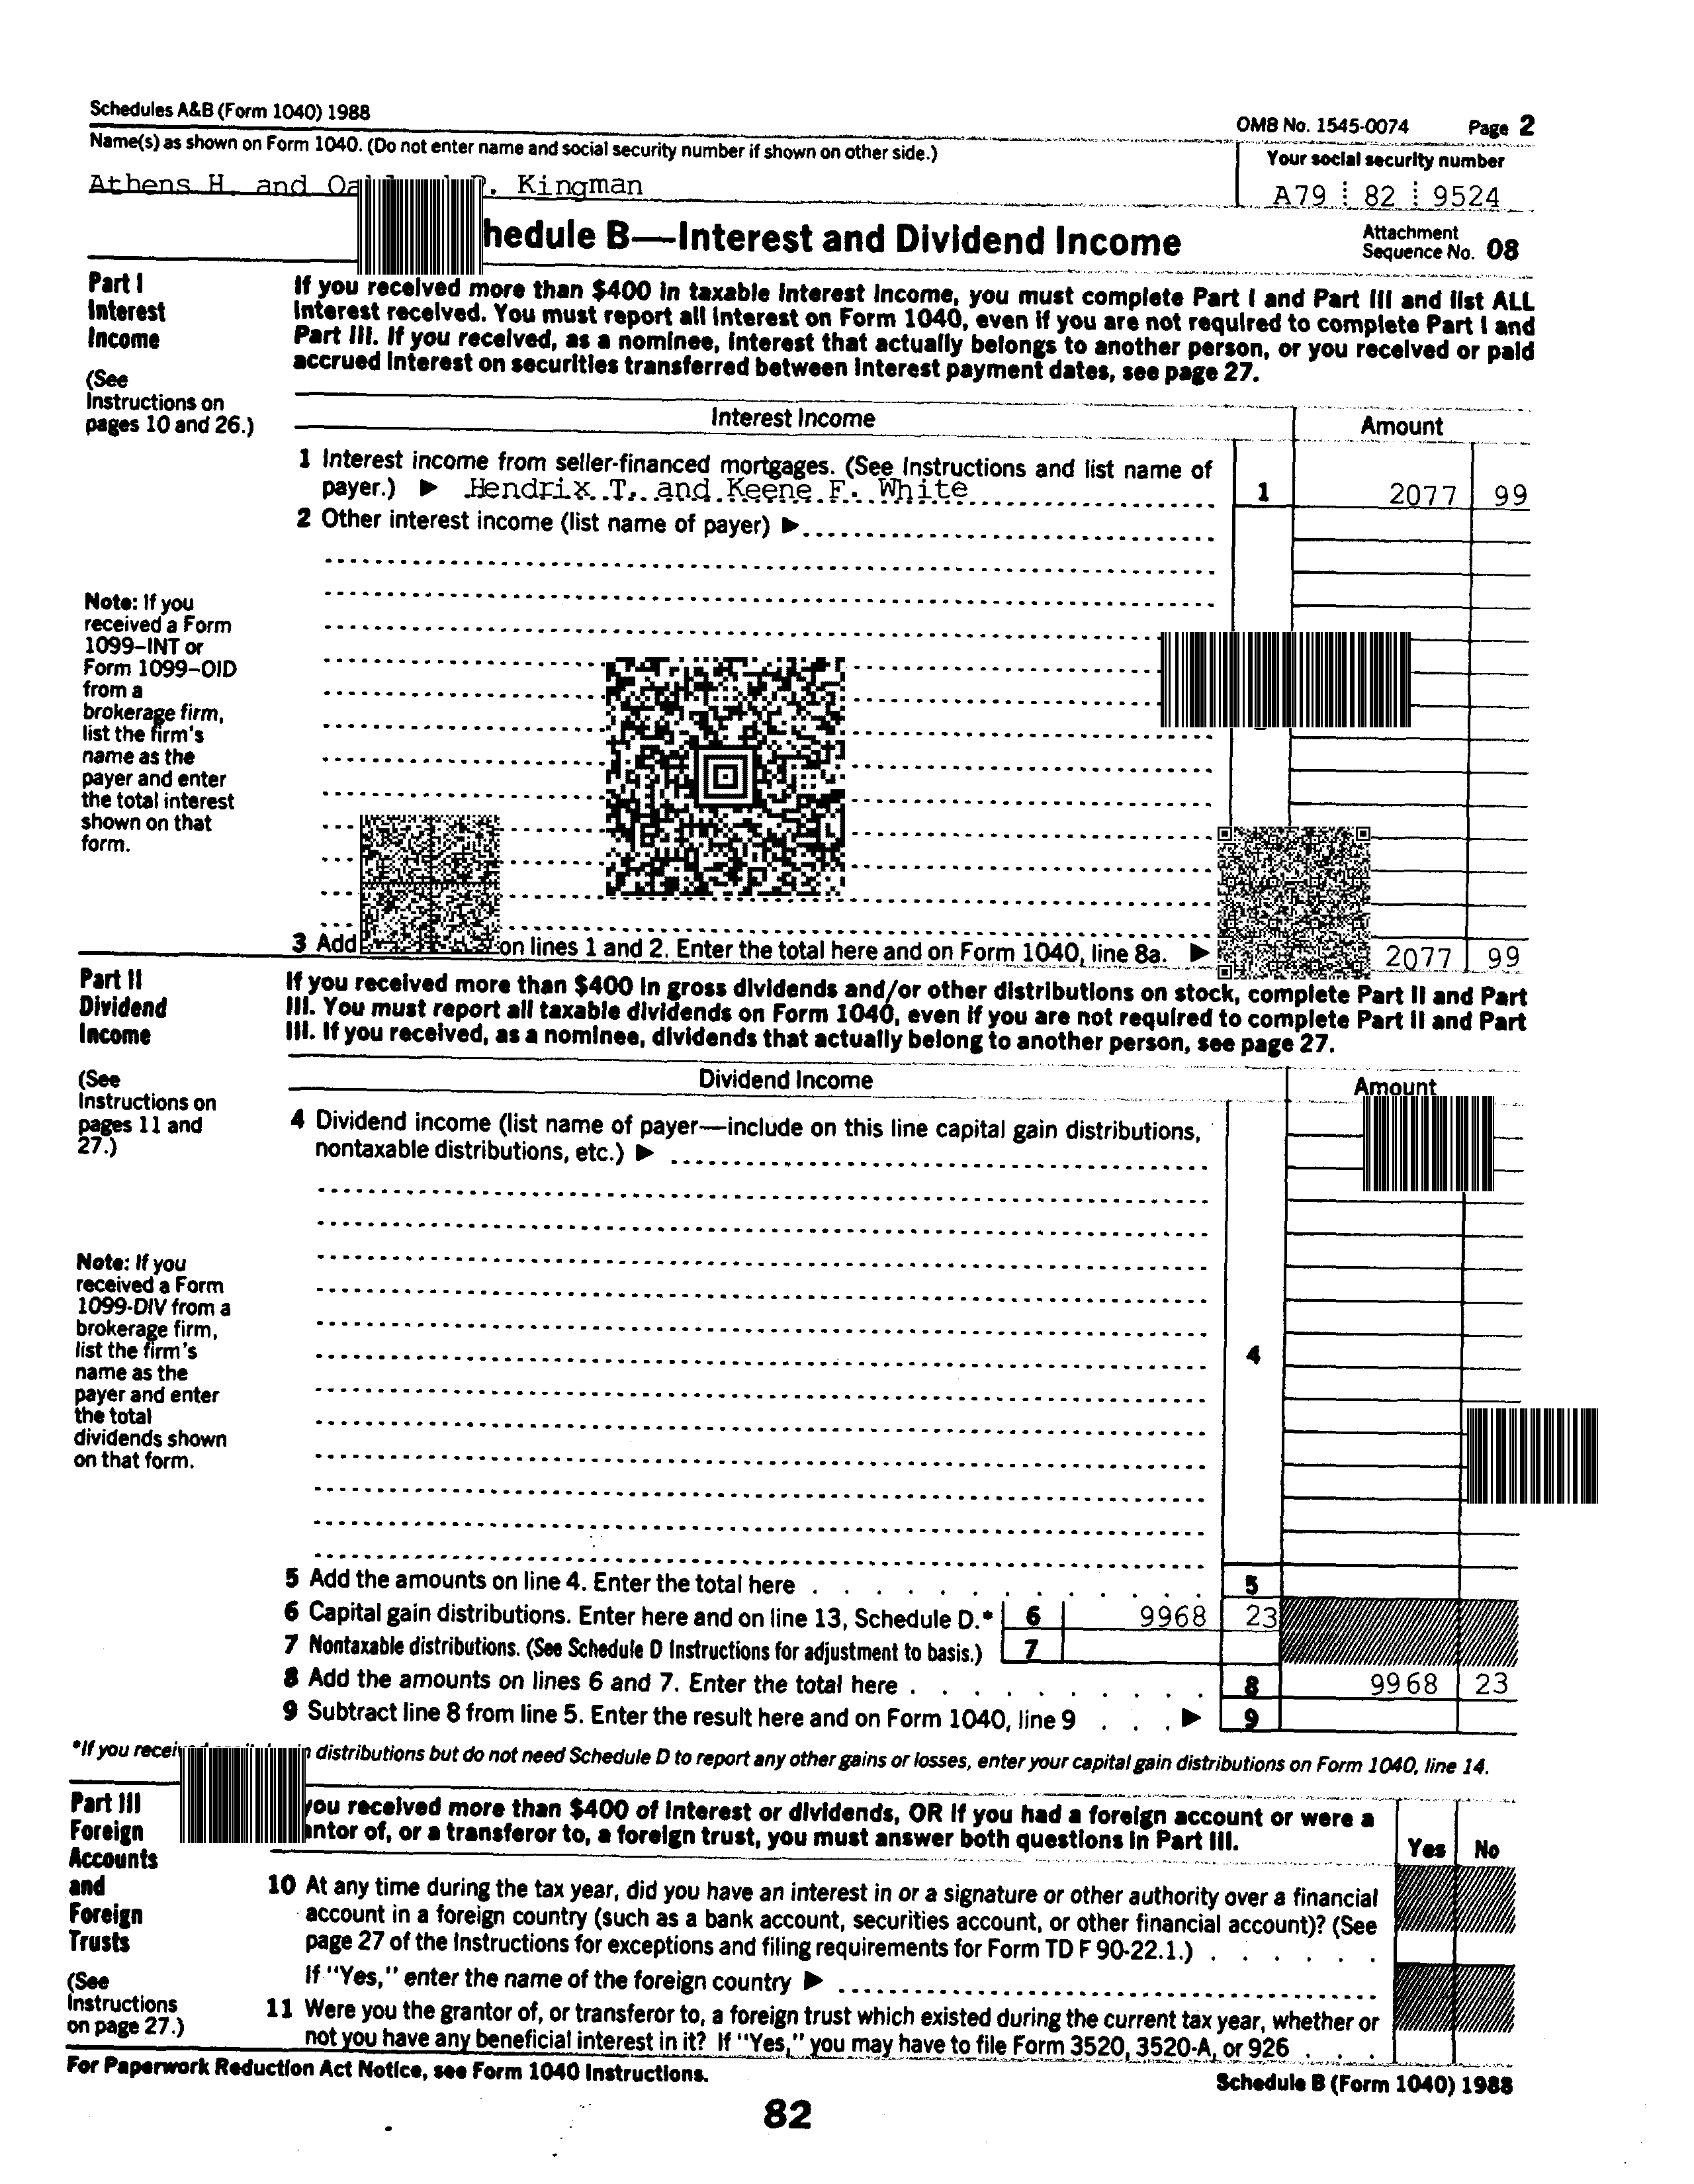 Schedules A&B (Form 1040) 1988
OMB No. 1545-0074 Page 2
Name(s) as shown on Form 1040. (Do not enter name and social security number if shown on other side.)
Your social security number
Athens H. and Kingman
A79 82 9524
hedule B—Interest and Dividend Income
Attachment
Sequence No. 08
Part I
Interest
Income
(See
Instructions on
pages 10 and 26.)
If you received more than $400 in taxable interest income, you must complete Part I and Part III and list ALL
interest received. You must report all interest on Form 1040, even if you are not required to complete Part I and
Part III. If you received, as a nominee, interest that actually belongs to another person, or you received or paid
accrued interest on securities transferred between interest payment dates, see page 27.
Interest Income
Amount
1 Interest income from seller-financed mortgages. (See Instructions and list name of
payer.) ▶ Hendrix T. and Keene F. White 1 2077 99
2 Other interest income (list name of payer) ▶
Note: If you
received a Form
1099–INT or
Form 1099–OID
from a
brokerage firm,
list the firm's
name as the
payer and enter
the total interest
shown on that
form.
3 Add on lines 1 and 2. Enter the total here and on Form 1040, line 8a. ▶ 2077 99
Part II
Dividend
Income
(See
Instructions on
pages 11 and
27.)
If you received more than $400 in gross dividends and/or other distributions on stock, complete Part II and Part
III. You must report all taxable dividends on Form 1040, even if you are not required to complete Part II and Part
III. If you received, as a nominee, dividends that actually belong to another person, see page 27.
Dividend Income
Amount
4 Dividend income (list name of payer—include on this line capital gain distributions,
nontaxable distributions, etc.) ▶
4
Note: If you
received a Form
1099-DIV from a
brokerage firm,
list the firm's
name as the
payer and enter
the total
dividends shown
on that form.
5 Add the amounts on line 4. Enter the total here . . . . . . . . . . . . 5
6 Capital gain distributions. Enter here and on line 13, Schedule D.* 6 9968 23
7 Nontaxable distributions. (See Schedule D Instructions for adjustment to basis.) 7
8 Add the amounts on lines 6 and 7. Enter the total here . . . . . . . . . . 8 9968 23
9 Subtract line 8 from line 5. Enter the result here and on Form 1040, line 9 . . . ▶ 9
*If you distributions but do not need Schedule D to report any other gains or losses, enter your capital gain distributions on Form 1040, line 14.
Part III
Foreign
Accounts
and
Foreign
Trusts
(See
Instructions
on page 27.)
you received more than $400 of interest or dividends, OR if you had a foreign account or were a
antor of, or a transferor to, a foreign trust, you must answer both questions in Part III.
Yes No
10 At any time during the tax year, did you have an interest in or a signature or other authority over a financial
account in a foreign country (such as a bank account, securities account, or other financial account)? (See
page 27 of the Instructions for exceptions and filing requirements for Form TD F 90-22.1.) . . . . . .
If "Yes," enter the name of the foreign country ▶
11 Were you the grantor of, or transferor to, a foreign trust which existed during the current tax year, whether or
not you have any beneficial interest in it? If "Yes," you may have to file Form 3520, 3520-A, or 926 . . .
For Paperwork Reduction Act Notice, see Form 1040 Instructions.
Schedule B (Form 1040) 1988
82